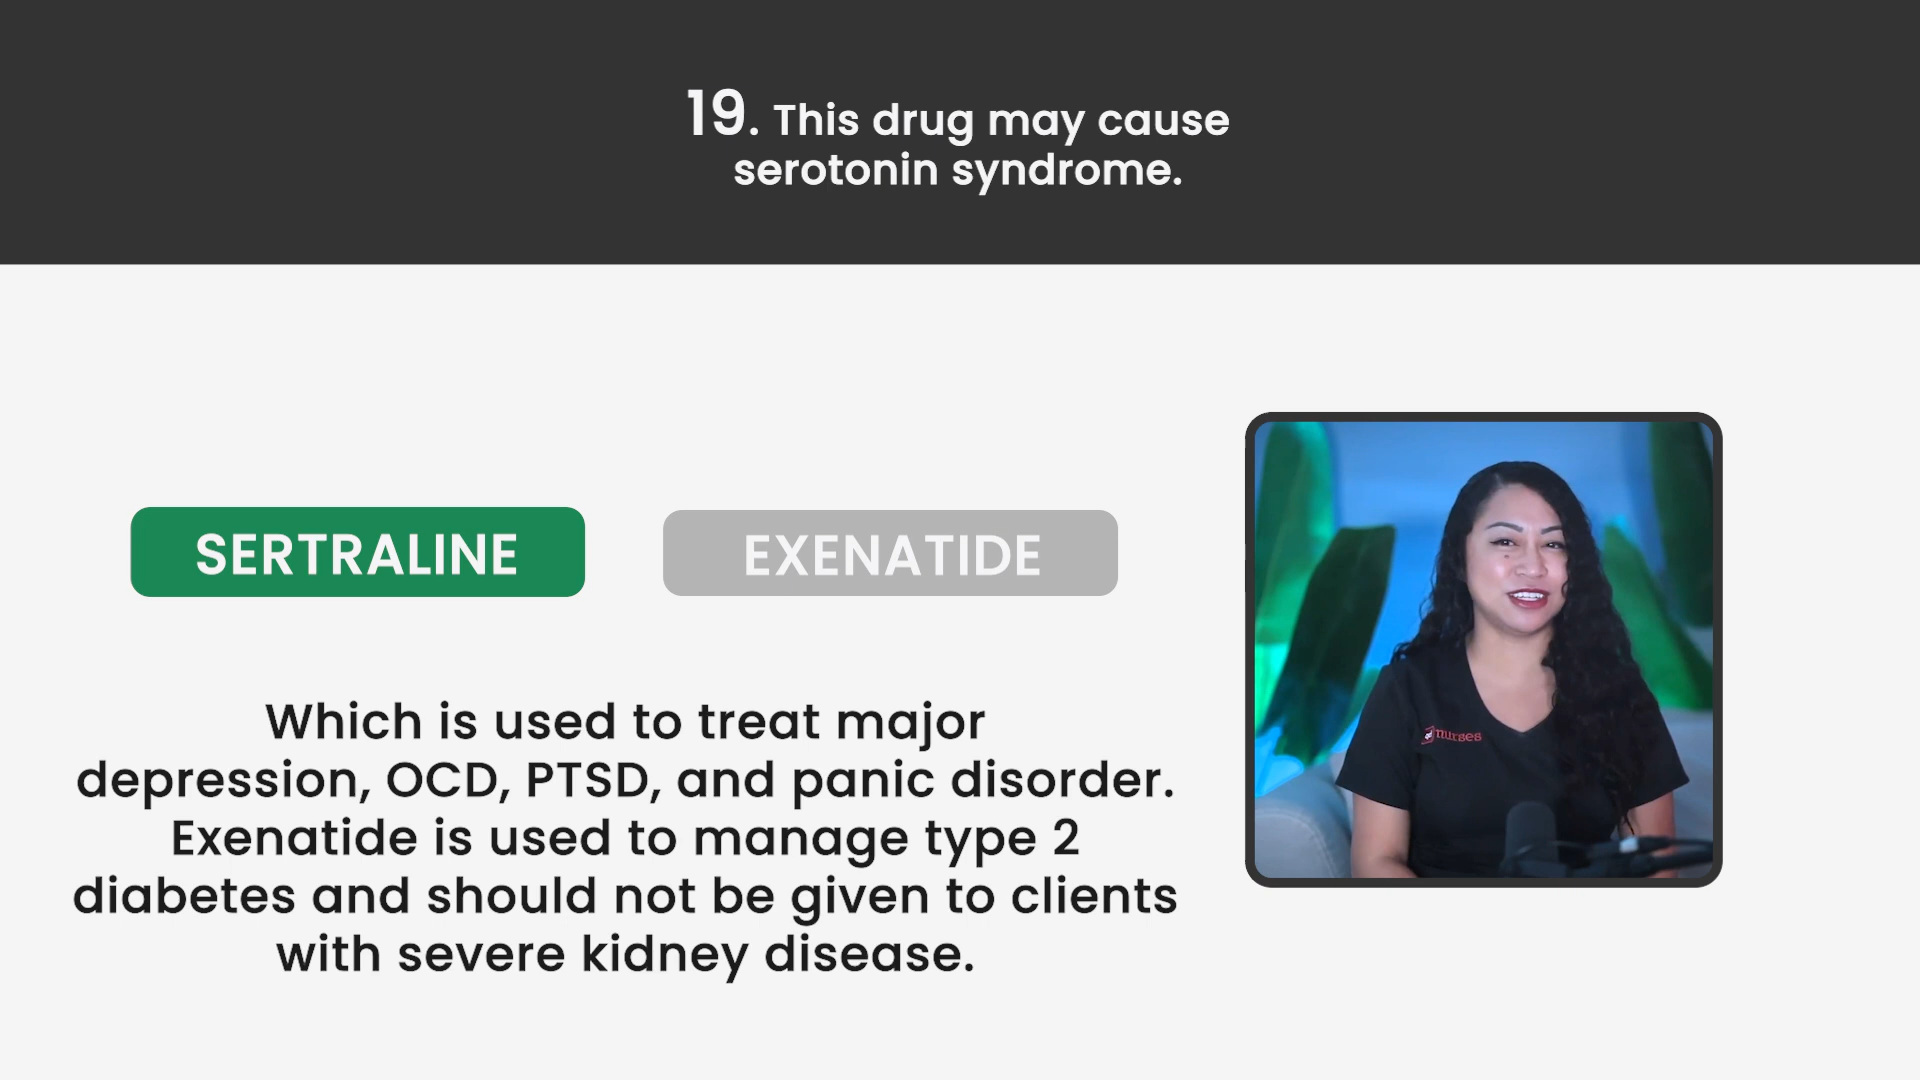 19. This drug may cause
serotonin syndrome.
SERTRALINE
EXENATIDE
Which is used to treat major
depression, OCD, PTSD, and panic disorder.
Exenatide is used to manage type 2
diabetes and should not be given to clients
with severe kidney disease.
nurses